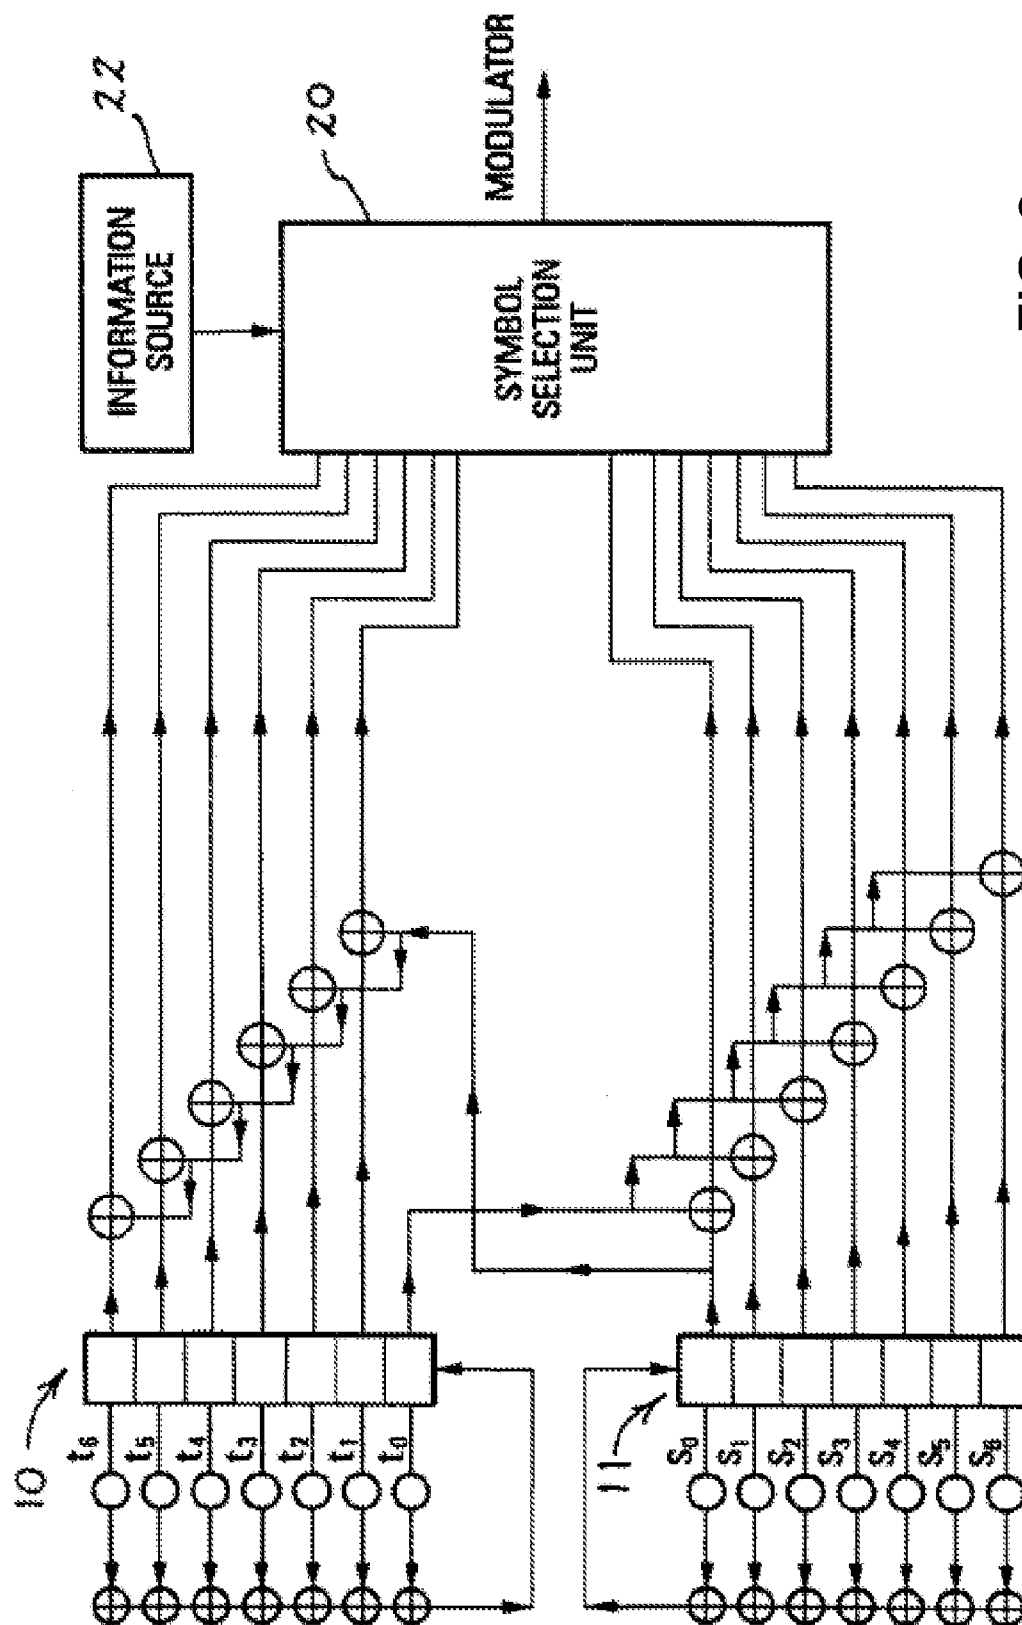 22
INFORMATION
SOURCE
20
SYMBOL
SELECTION
UNIT
MODULATOR
10
t6
t5
t4
t3
t2
t1
t0
11
S0
S1
S2
S3
S4
S5
S6